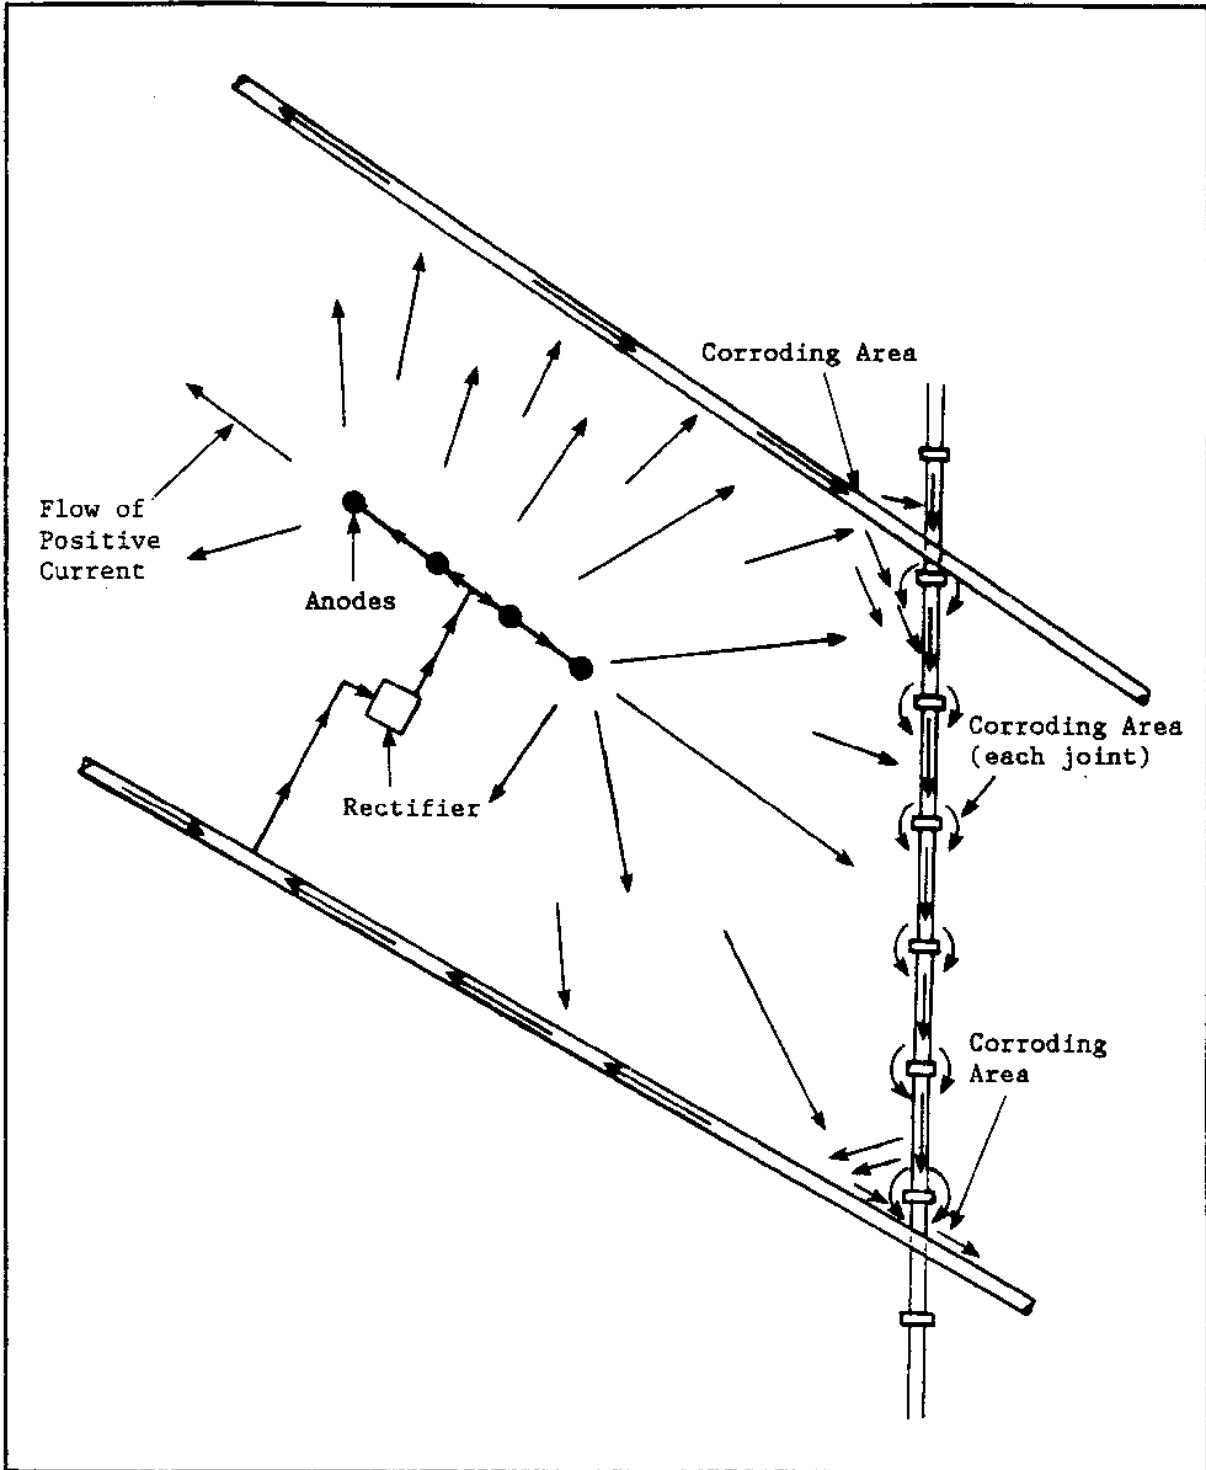 Corroding Area
Flow of
Positive
Current
Anodes
Corroding Area
(each joint)
Rectifier
Corroding
Area